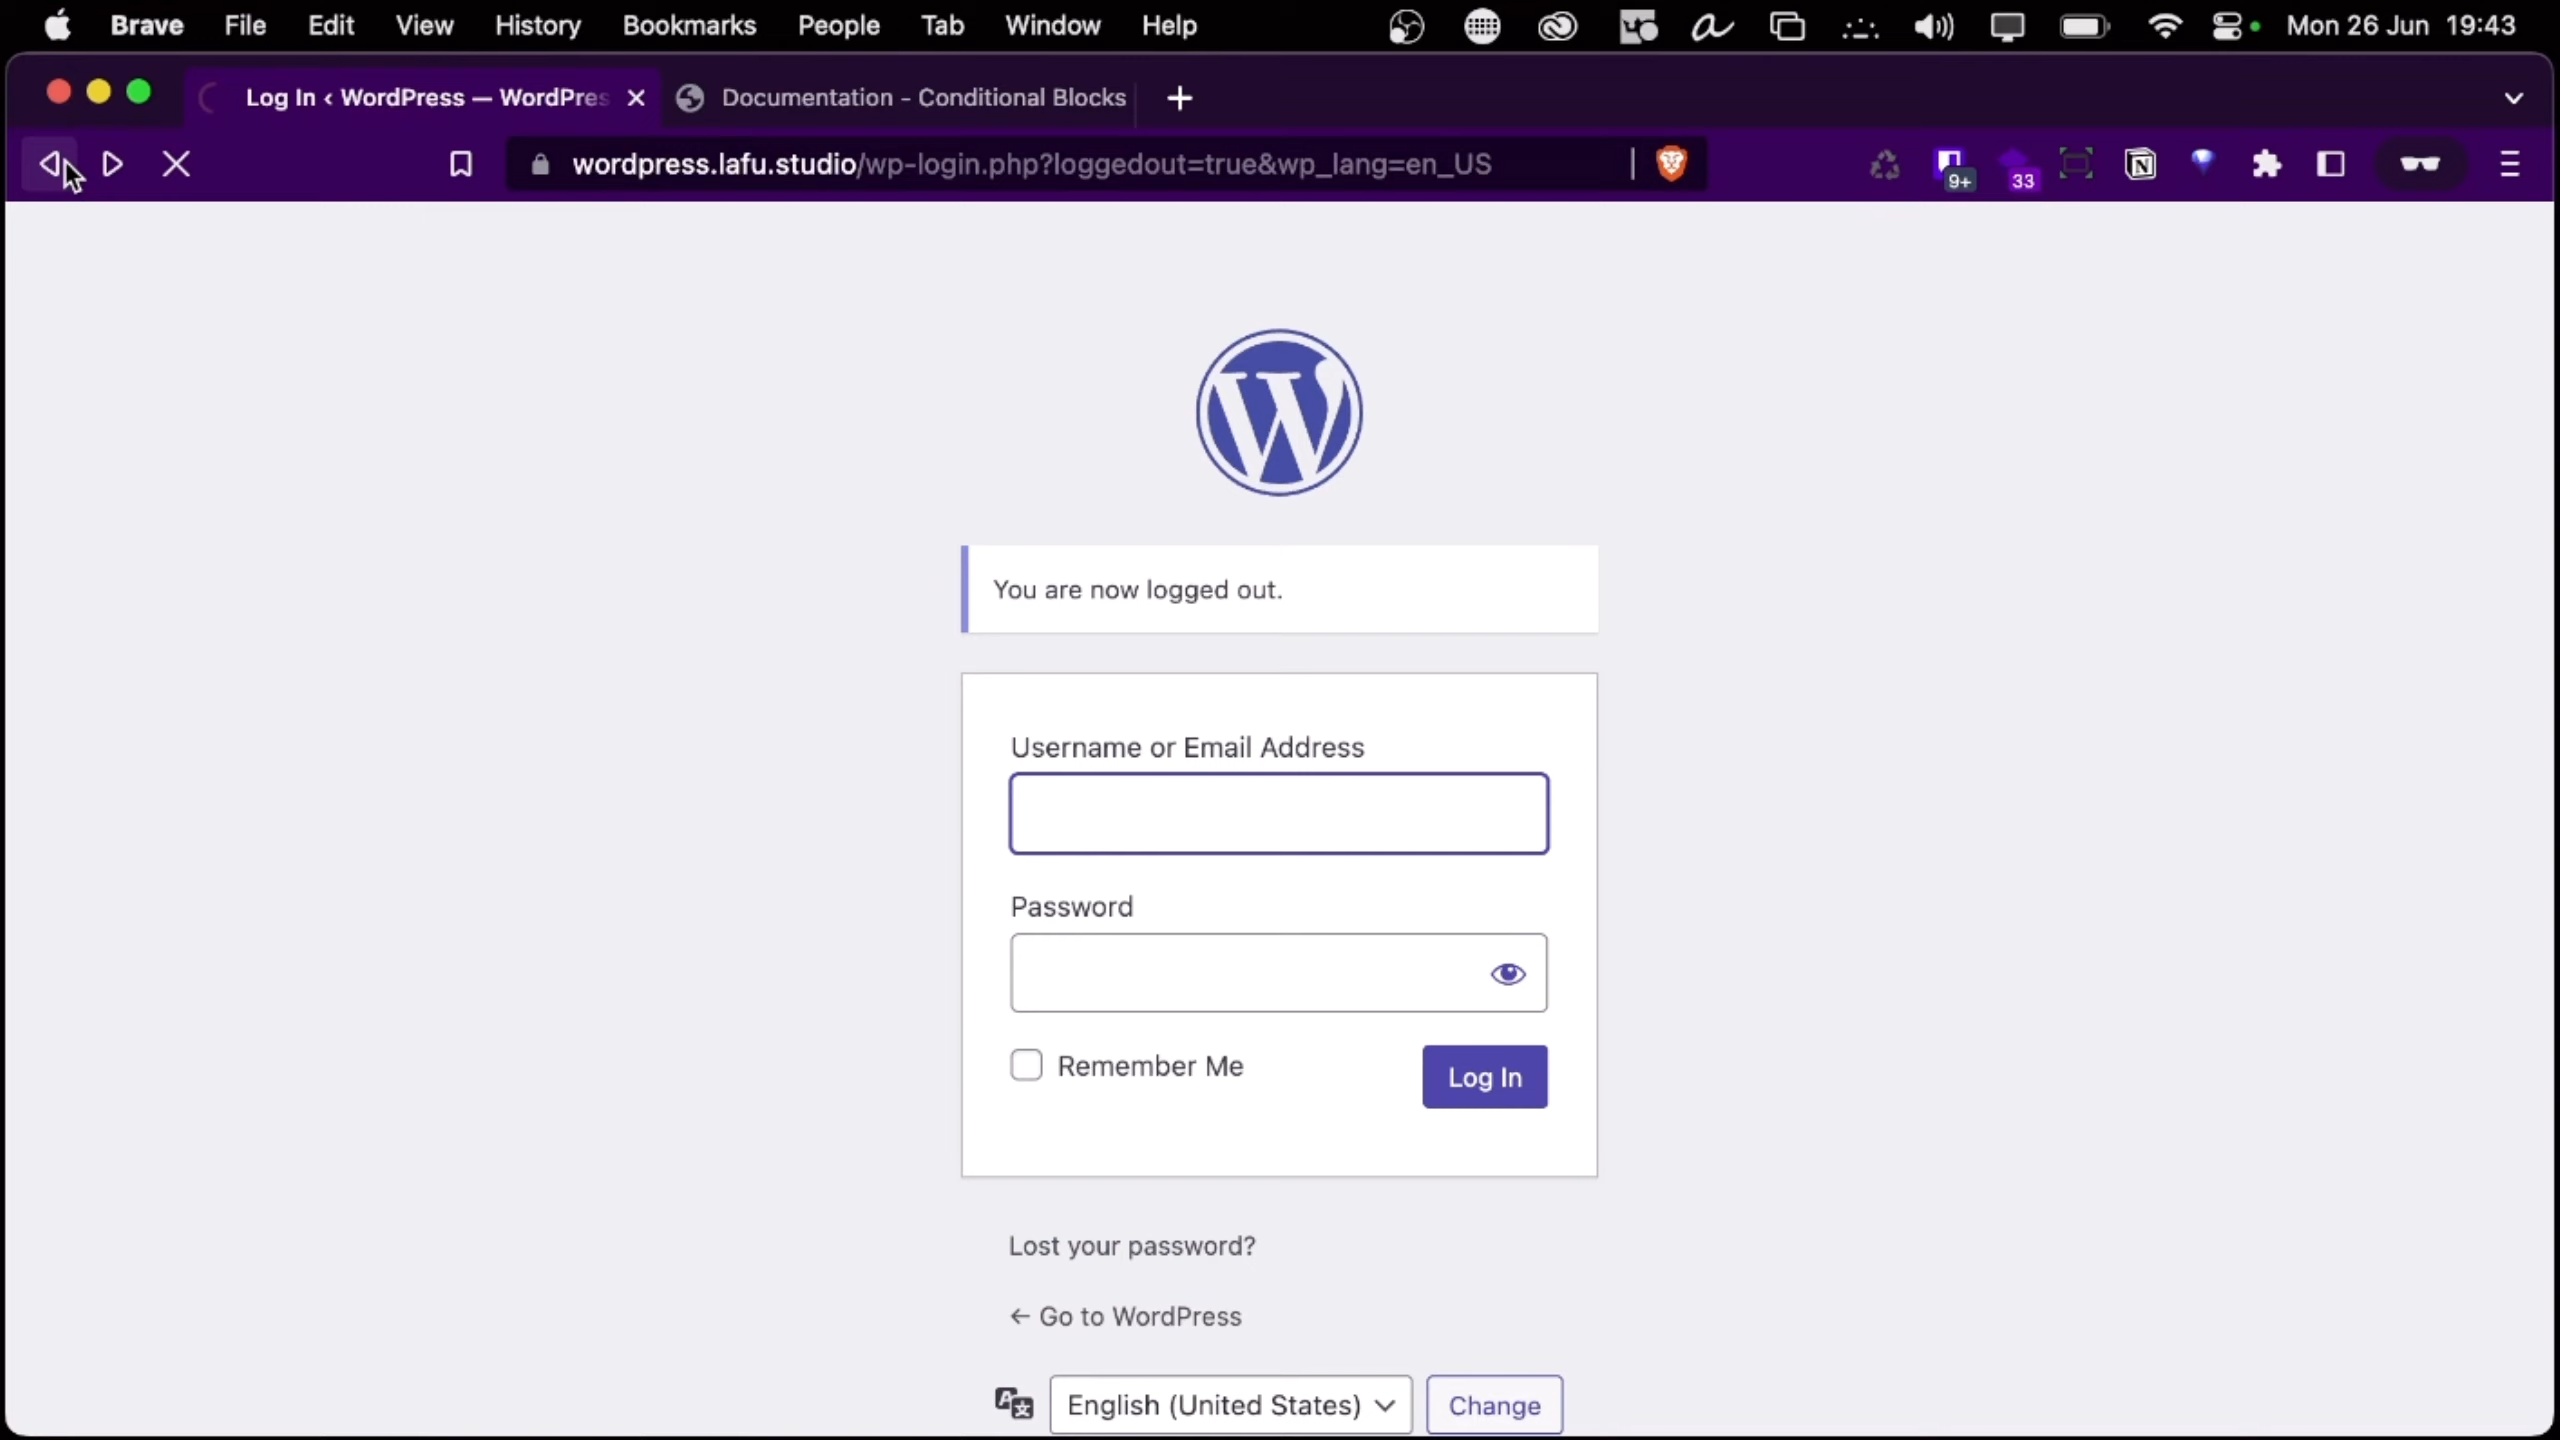 Brave File Edit View History Bookmarks People Tab Window Help Mon 26 Jun 19:43
Log In ‹ WordPress — WordPres Documentation - Conditional Blocks
wordpress.lafu.studio/wp-login.php?loggedout=true&wp_lang=en_US 9+ 33
You are now logged out.
Username or Email Address
Password
Remember Me
Log In
Lost your password?
← Go to WordPress
English (United States) Change